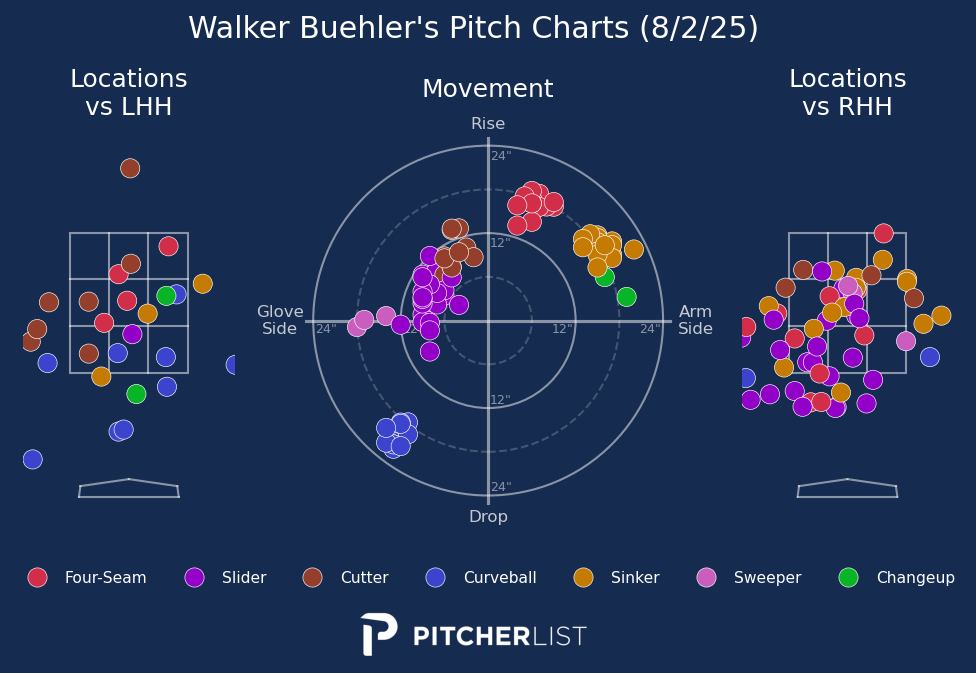 Walker Buehler's Pitch Charts (8/2/25)
Locations
vs LHH
Movement
Locations
vs RHH
Rise
24"
12"
Glove
Side
24"
12"
24"
Arm
Side
12"
24"
Drop
Four-Seam
Slider
Cutter
Curveball
Sinker
Sweeper
Changeup
PITCHERLIST